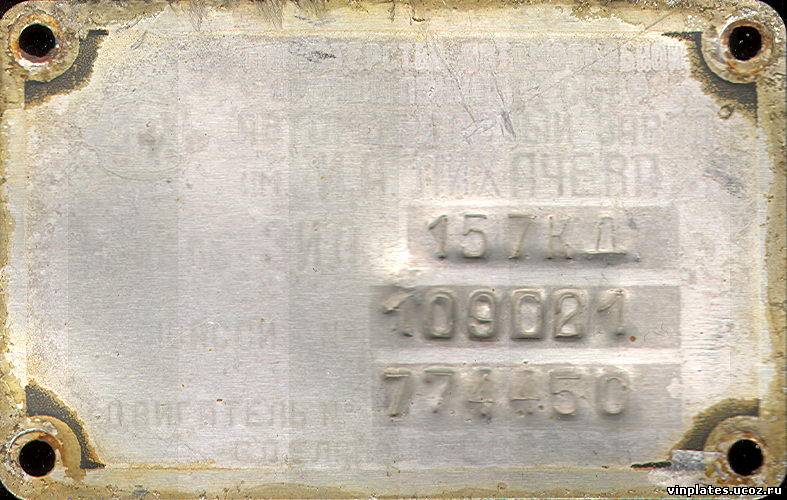 АВТОМОБИЛЬНЫЙ ЗАВОД
ИМ. И.А. ЛИХАЧЕВА
ЗИЛ 157КД
ШАССИ № 109021
ДВИГАТЕЛЬ № 774450
vinplates.ucoz.ru